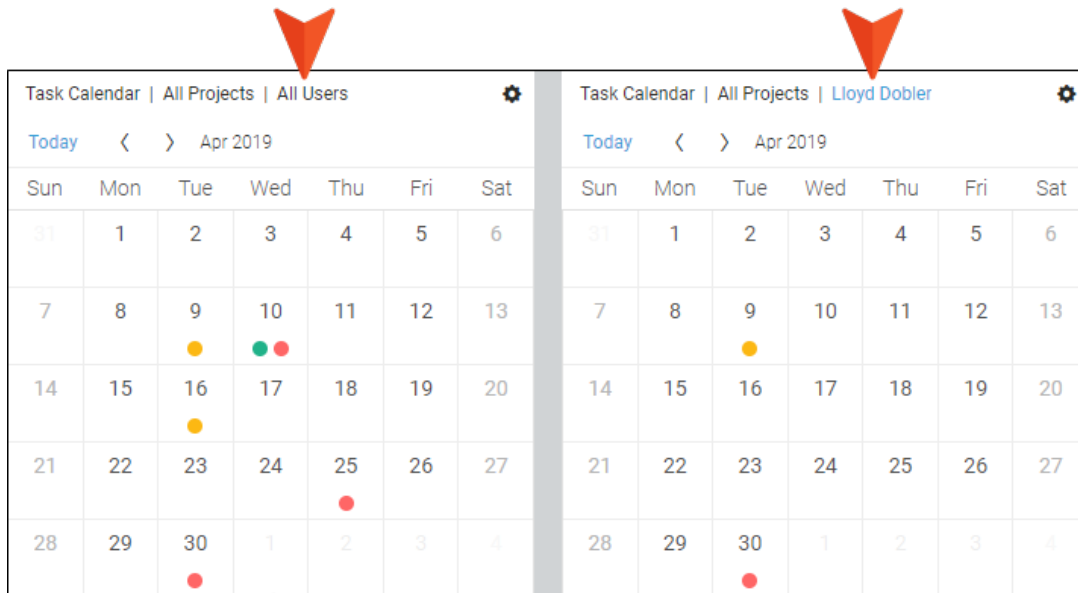 Task Calendar | All Projects | All Users
Today < > Apr 2019
Sun Mon Tue Wed Thu Fri Sat
31 1 2 3 4 5 6
7 8 9 10 11 12 13
14 15 16 17 18 19 20
21 22 23 24 25 26 27
28 29 30 1 2 3 4
Task Calendar | All Projects | Lloyd Dobler
Today < > Apr 2019
Sun Mon Tue Wed Thu Fri Sat
31 1 2 3 4 5 6
7 8 9 10 11 12 13
14 15 16 17 18 19 20
21 22 23 24 25 26 27
28 29 30 1 2 3 4